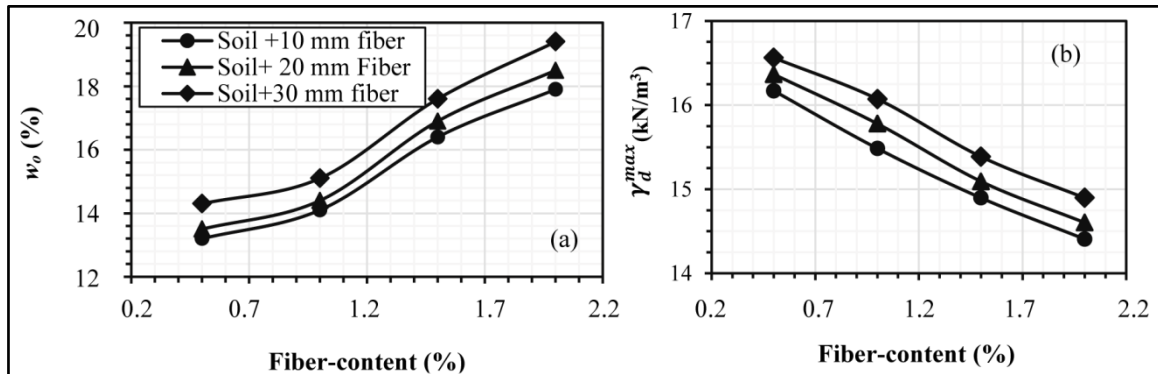 20
18
16
14
12
w_o (%)
Soil +10 mm fiber
Soil+ 20 mm Fiber
Soil+30 mm fiber
(a)
0.2 0.7 1.2 1.7 2.2
Fiber-content (%)
17
16
15
14
γ_d^max (kN/m³)
(b)
0.2 0.7 1.2 1.7 2.2
Fiber-content (%)